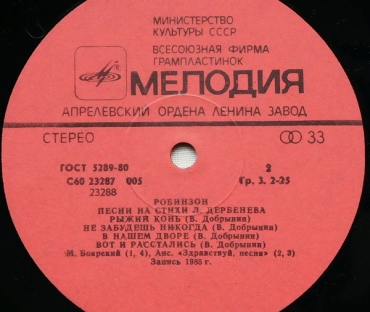 МИНИСТЕРСТВО
КУЛЬТУРЫ СССР
ВСЕСОЮЗНАЯ ФИРМА
ГРАМПЛАСТИНОК
МЕЛОДИЯ
АПРЕЛЕВСКИЙ ОРДЕНА ЛЕНИНА ЗАВОД
СТЕРЕО 33
ГОСТ 5289-80 2
С60 23287 005 Гр. 3. 2-25
23288
РОБИНЗОН
ПЕСНИ НА СТИХИ Л. ДЕРБЕНЕВА
РЫЖИЙ КОНЬ (В. Добрынин)
НЕ ЗАБУДЕШЬ НИКОГДА (В. Добрынин)
В НАШЕМ ДВОРЕ (В. Добрынин)
ВОТ И РАССТАЛИСЬ (В. Добрынин)
М. Боярский (1, 4), Анс. «Здравствуй, песня» (2, 3)
Запись 1985 г.